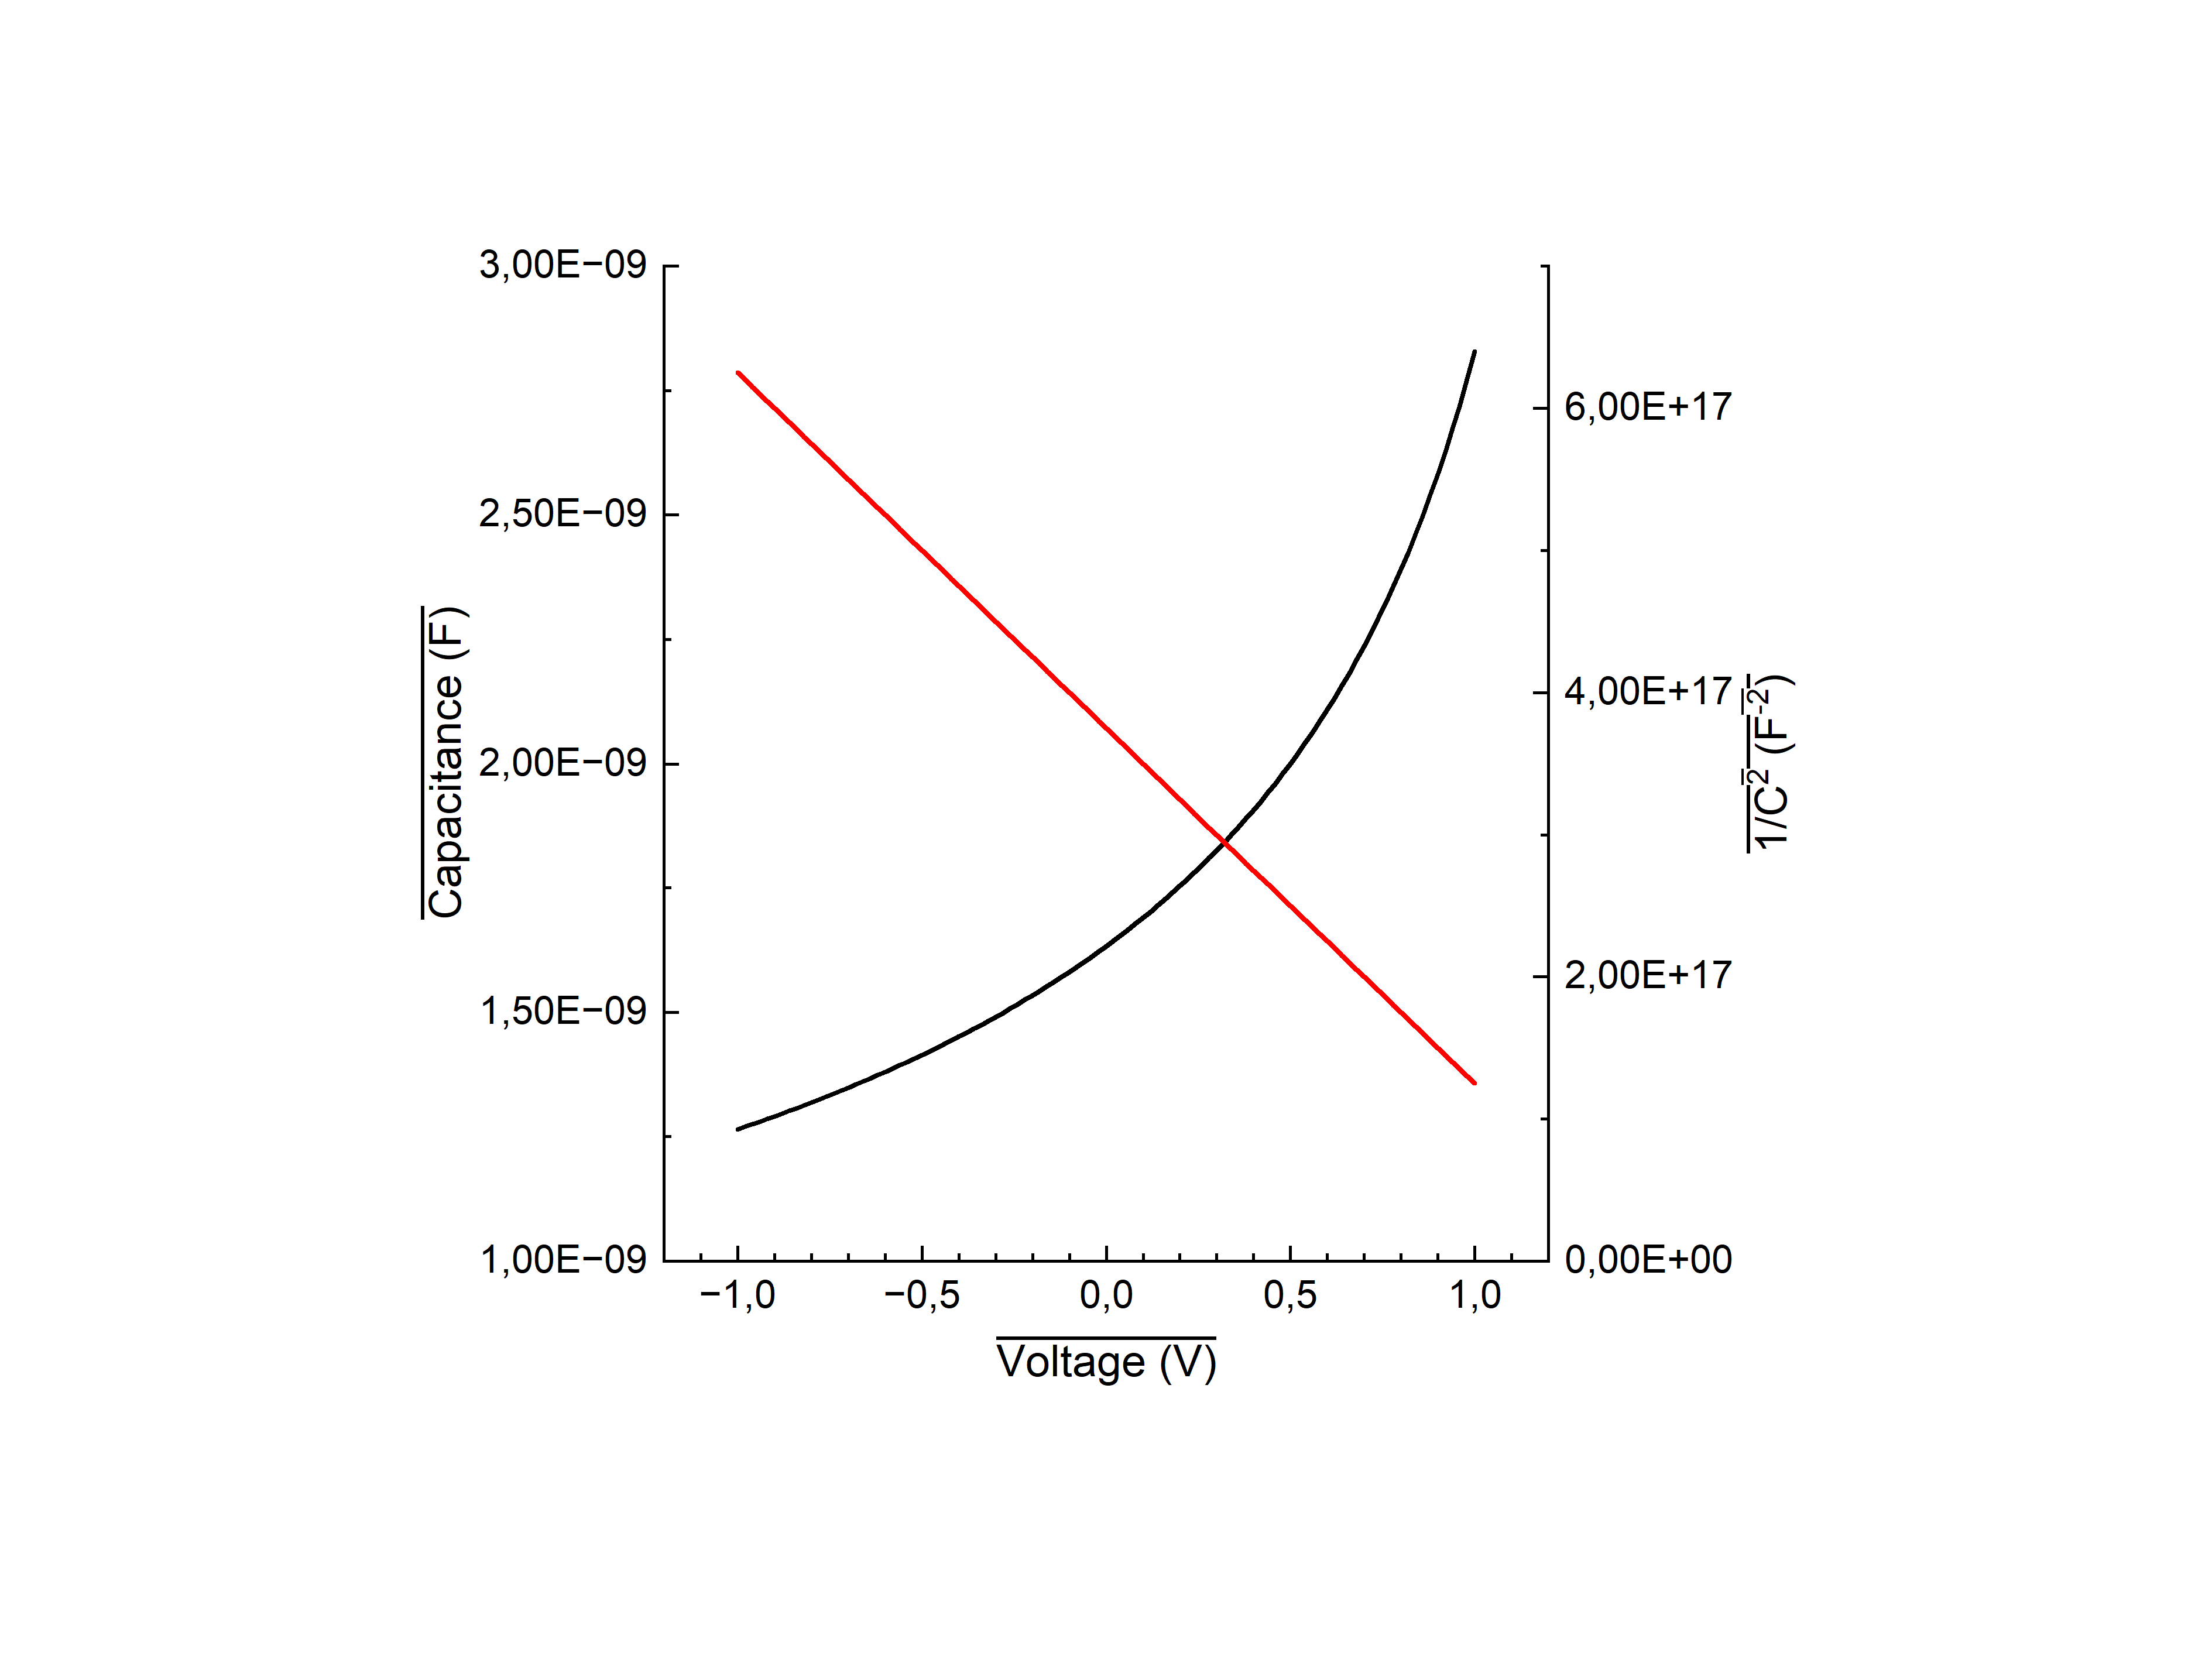 3,00E−09
2,50E−09
2,00E−09
1,50E−09
1,00E−09
Capacitance (F)
6,00E+17
4,00E+17
2,00E+17
0,00E+00
1/C² (F⁻²)
−1,0 −0,5 0,0 0,5 1,0
Voltage (V)